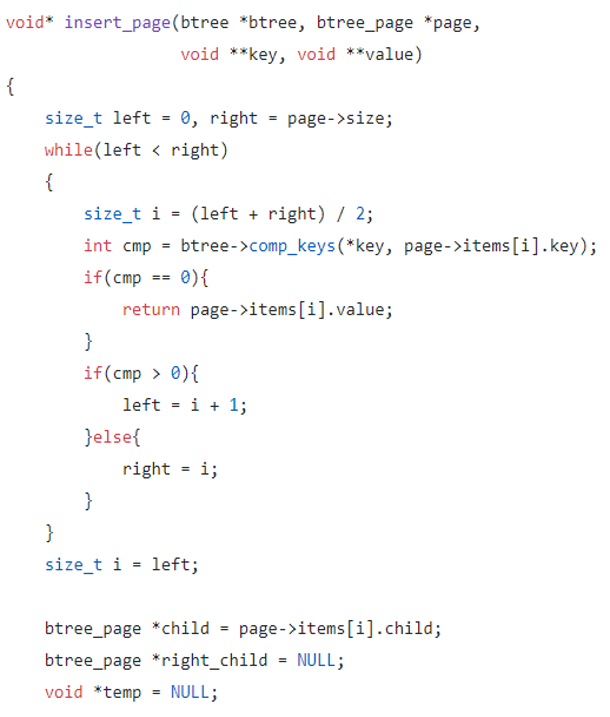 void* insert_page(btree *btree, btree_page *page,
                  void **key, void **value)
{
    size_t left = 0, right = page->size;
    while(left < right)
    {
        size_t i = (left + right) / 2;
        int cmp = btree->comp_keys(*key, page->items[i].key);
        if(cmp == 0){
            return page->items[i].value;
        }
        if(cmp > 0){
            left = i + 1;
        }else{
            right = i;
        }
    }
    size_t i = left;

    btree_page *child = page->items[i].child;
    btree_page *right_child = NULL;
    void *temp = NULL;